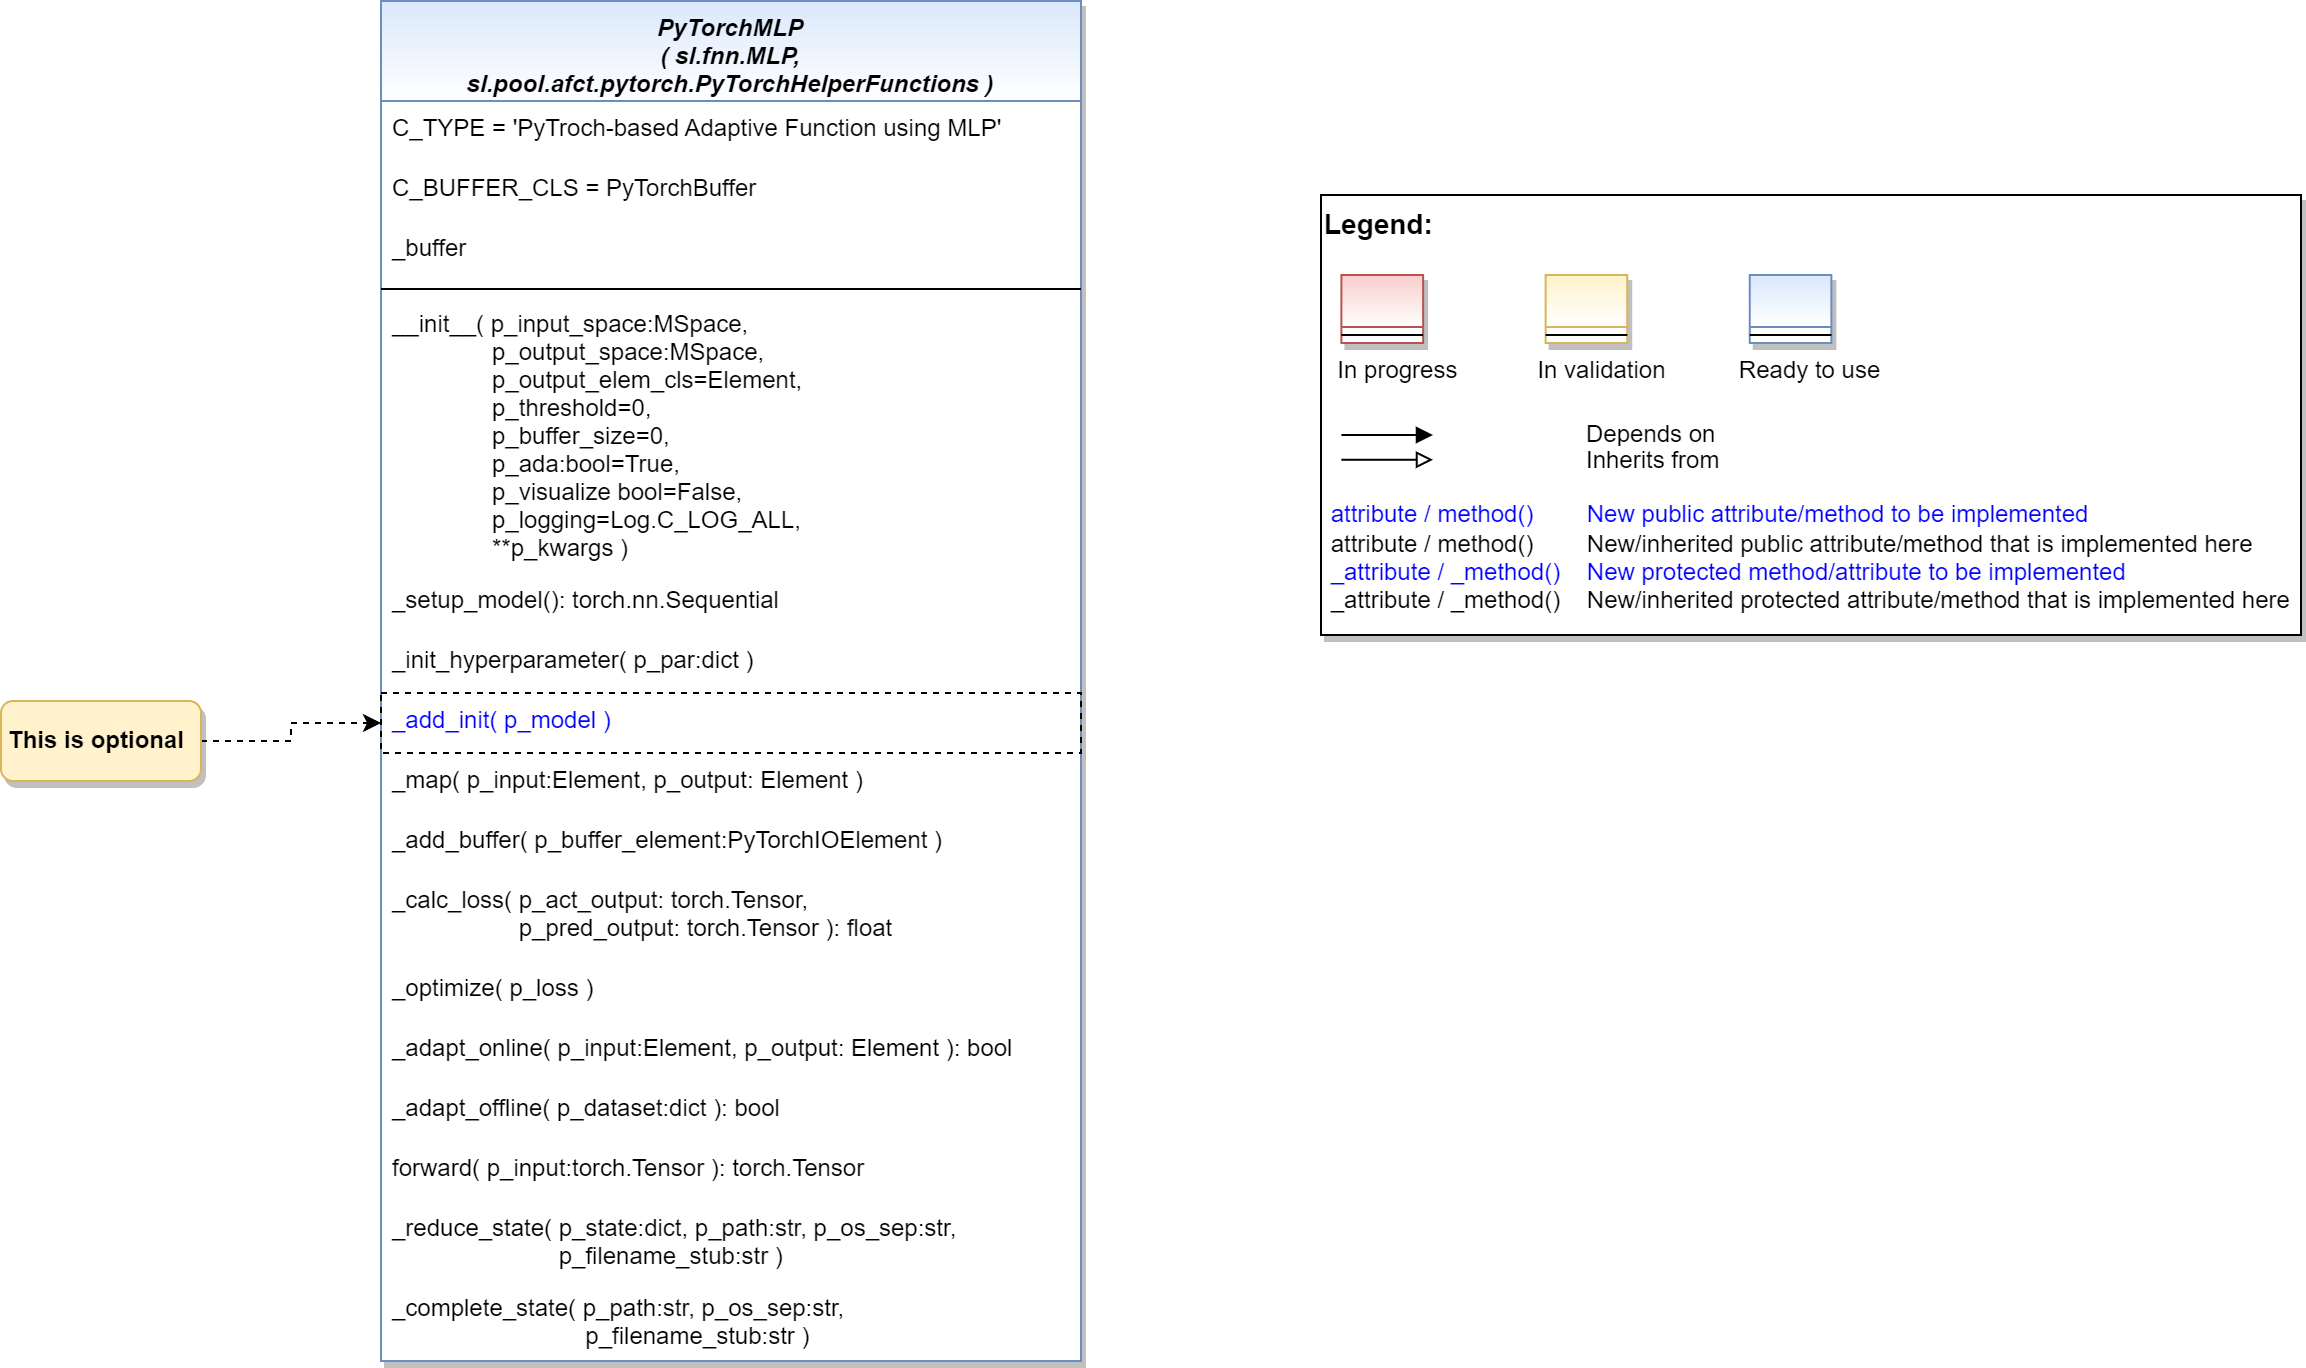 PyTorchMLP
( sl.fnn.MLP,
sl.pool.afct.pytorch.PyTorchHelperFunctions )
C_TYPE = 'PyTroch-based Adaptive Function using MLP'
C_BUFFER_CLS = PyTorchBuffer
_buffer
__init__( p_input_space:MSpace,
p_output_space:MSpace,
p_output_elem_cls=Element,
p_threshold=0,
p_buffer_size=0,
p_ada:bool=True,
p_visualize bool=False,
p_logging=Log.C_LOG_ALL,
**p_kwargs )
_setup_model(): torch.nn.Sequential
_init_hyperparameter( p_par:dict )
This is optional
_add_init( p_model )
_map( p_input:Element, p_output: Element )
_add_buffer( p_buffer_element:PyTorchIOElement )
_calc_loss( p_act_output: torch.Tensor,
p_pred_output: torch.Tensor ): float
_optimize( p_loss )
_adapt_online( p_input:Element, p_output: Element ): bool
_adapt_offline( p_dataset:dict ): bool
forward( p_input:torch.Tensor ): torch.Tensor
_reduce_state( p_state:dict, p_path:str, p_os_sep:str,
p_filename_stub:str )
_complete_state( p_path:str, p_os_sep:str,
p_filename_stub:str )
Legend:
In progress
In validation
Ready to use
Depends on
Inherits from
attribute / method() New public attribute/method to be implemented
attribute / method() New/inherited public attribute/method that is implemented here
_attribute / _method() New protected method/attribute to be implemented
_attribute / _method() New/inherited protected attribute/method that is implemented here